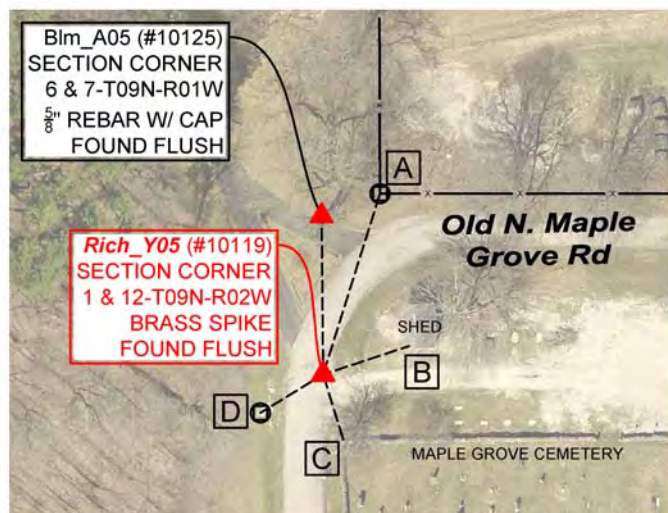 Blm_A05 (#10125)
SECTION CORNER
6 & 7-T09N-R01W
⅝" REBAR W/ CAP
FOUND FLUSH
A
Old N. Maple
Grove Rd
Rich_Y05 (#10119)
SECTION CORNER
1 & 12-T09N-R02W
BRASS SPIKE
FOUND FLUSH
SHED
B
D
C
MAPLE GROVE CEMETERY